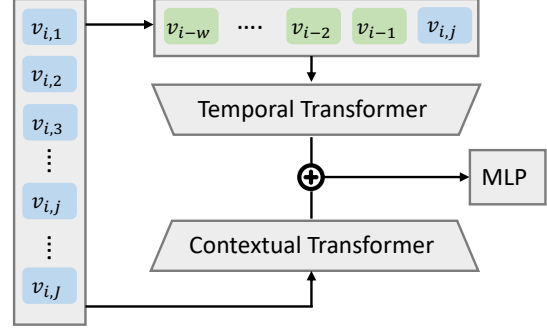 v_{i,1}
v_{i,2}
v_{i,3}
....
v_{i,j}
....
v_{i,J}
v_{i-w} .... v_{i-2} v_{i-1} v_{i,j}
Temporal Transformer
MLP
Contextual Transformer